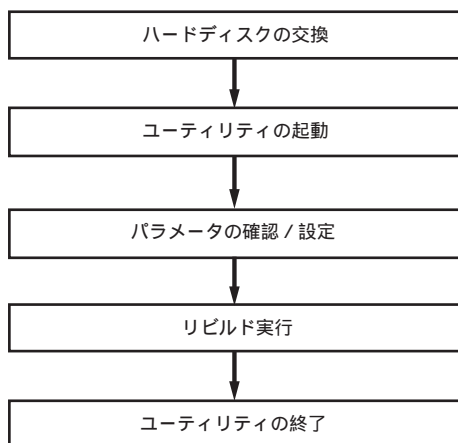 ハードディスクの交換
ユーティリティの起動
パラメータの確認 / 設定
リビルド実行
ユーティリティの終了